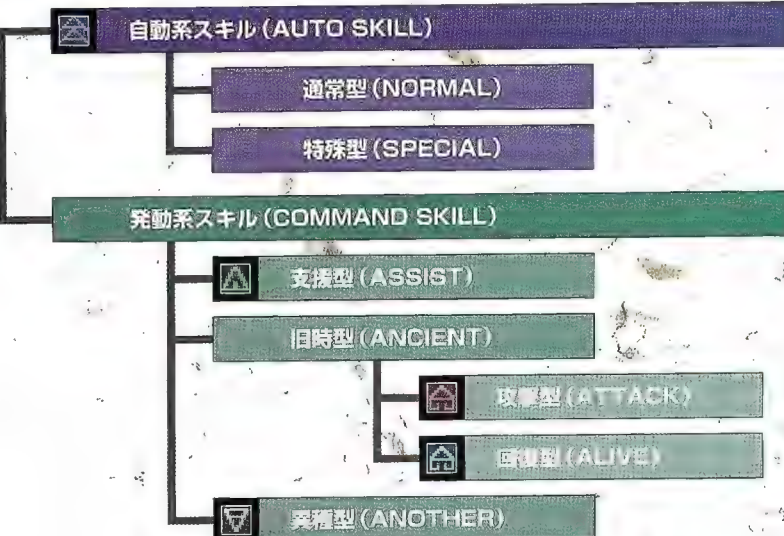 自動系スキル(AUTO SKILL)
通常型(NORMAL)
特殊型(SPECIAL)
発動系スキル(COMMAND SKILL)
支援型(ASSIST)
旧時型(ANCIENT)
攻撃型(ATTACK)
回復型(ALIVE)
異種型(ANOTHER)